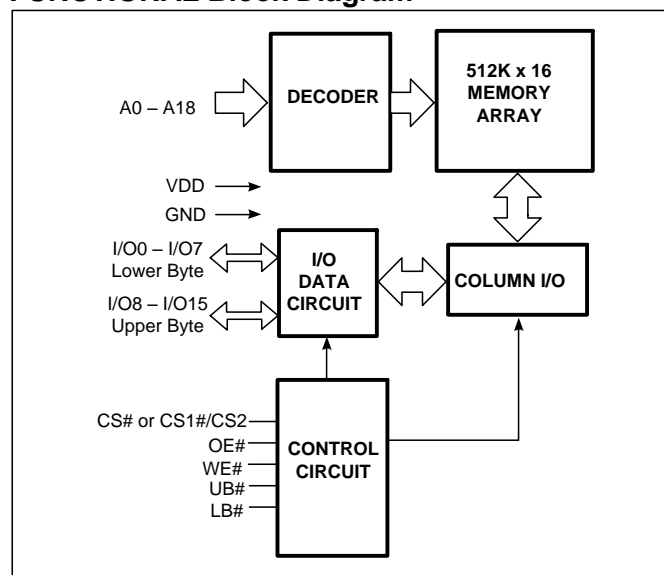 FUNCTIONAL Block Diagram
A0 – A18
DECODER
512K x 16
MEMORY
ARRAY
VDD
GND
I/O0 – I/O7
Lower Byte
I/O8 – I/O15
Upper Byte
I/O
DATA
CIRCUIT
COLUMN I/O
CS# or CS1#/CS2
OE#
WE#
UB#
LB#
CONTROL
CIRCUIT